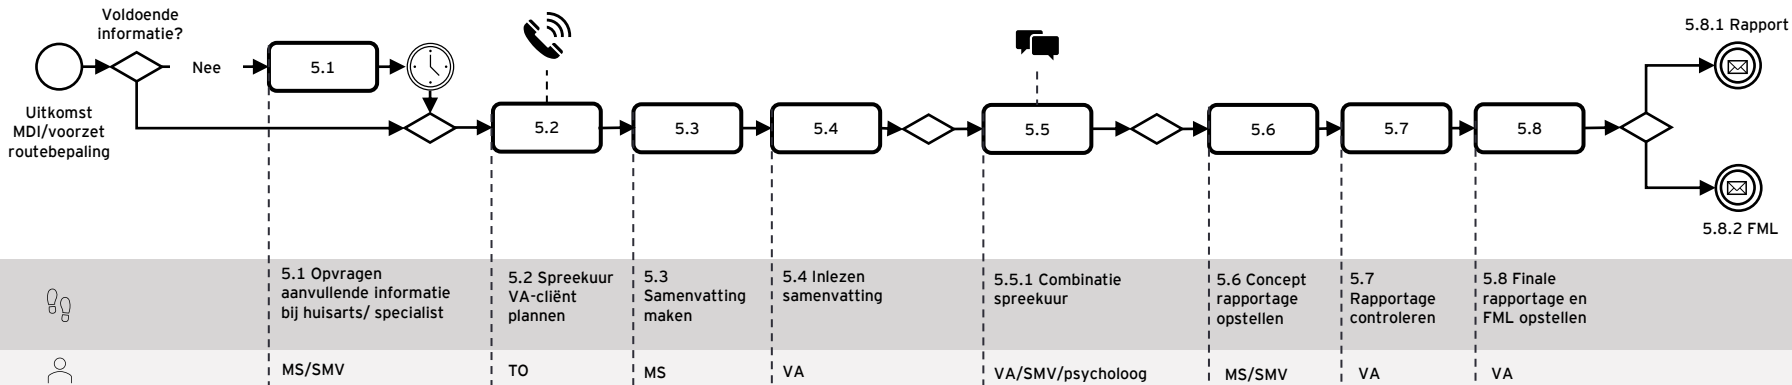 Voldoende
informatie?
Nee
5.1
Uitkomst
MDI/voorzet
routebepaling
5.2
5.3
5.4
5.5
5.6
5.7
5.8
5.8.1 Rapport
5.8.2 FML
5.1 Opvragen
aanvullende informatie
bij huisarts/ specialist
5.2 Spreekuur
VA-cliënt
plannen
5.3
Samenvatting
maken
5.4 Inlezen
samenvatting
5.5.1 Combinatie
spreekuur
5.6 Concept
rapportage
opstellen
5.7
Rapportage
controleren
5.8 Finale
rapportage en
FML opstellen
MS/SMV
TO
MS
VA
VA/SMV/psycholoog
MS/SMV
VA
VA